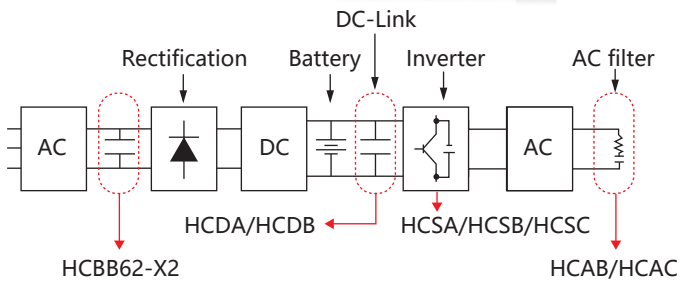 DC-Link
Rectification
Battery
Inverter
AC filter
AC
DC
AC
HCDA/HCDB
HCSA/HCSB/HCSC
HCBB62-X2
HCAB/HCAC